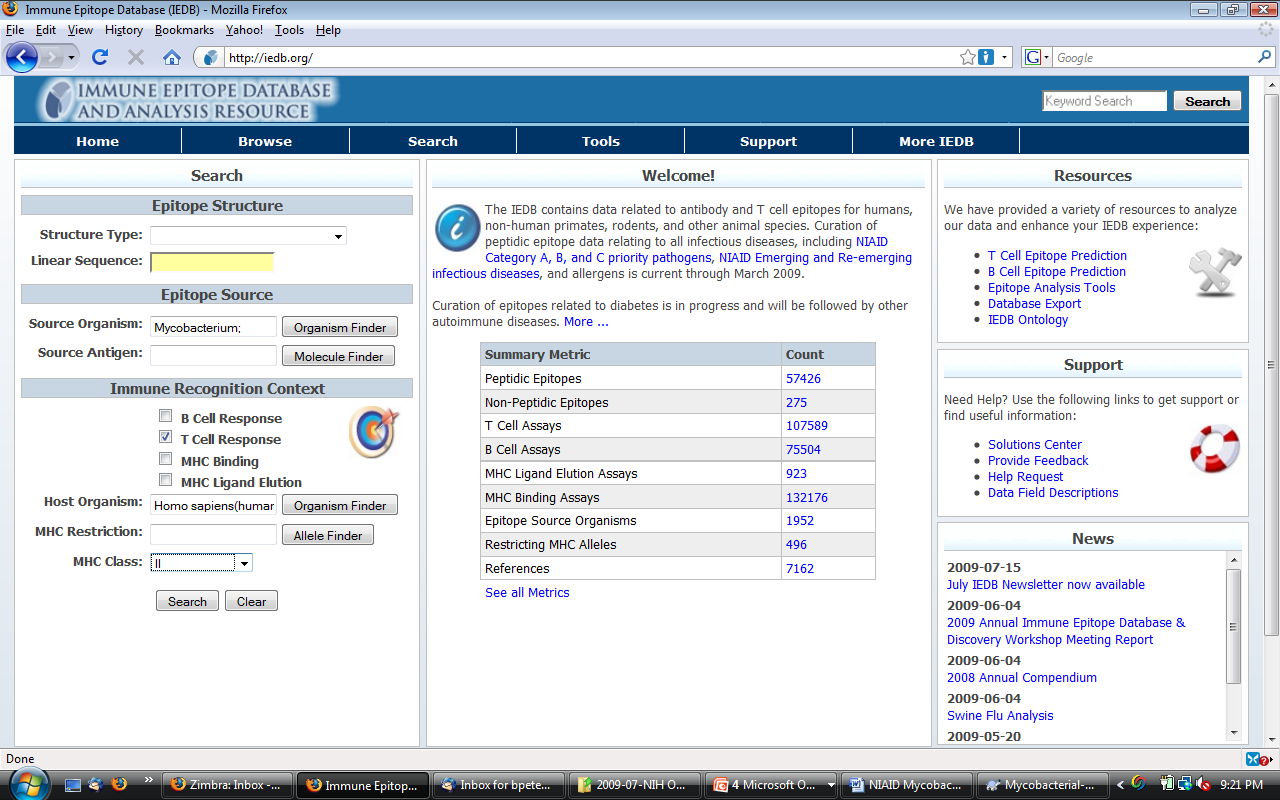 Immune Epitope Database (IEDB) - Mozilla Firefox
File Edit View History Bookmarks Yahoo! Tools Help
http://iedb.org/
G Google
IMMUNE EPITOPE DATABASE
AND ANALYSIS RESOURCE
Keyword Search Search
Home Browse Search Tools Support More IEDB
Search
Epitope Structure
Structure Type:
Linear Sequence:
Epitope Source
Source Organism: Mycobacterium; Organism Finder
Source Antigen: Molecule Finder
Immune Recognition Context
B Cell Response
T Cell Response
MHC Binding
MHC Ligand Elution
Host Organism: Homo sapiens(human Organism Finder
MHC Restriction: Allele Finder
MHC Class: II
Search Clear
Welcome!
The IEDB contains data related to antibody and T cell epitopes for humans,
non-human primates, rodents, and other animal species. Curation of
peptidic epitope data relating to all infectious diseases, including NIAID
Category A, B, and C priority pathogens, NIAID Emerging and Re-emerging
infectious diseases, and allergens is current through March 2009.
Curation of epitopes related to diabetes is in progress and will be followed by other
autoimmune diseases. More ...
Summary Metric Count
Peptidic Epitopes 57426
Non-Peptidic Epitopes 275
T Cell Assays 107589
B Cell Assays 75504
MHC Ligand Elution Assays 923
MHC Binding Assays 132176
Epitope Source Organisms 1952
Restricting MHC Alleles 496
References 7162
See all Metrics
Resources
We have provided a variety of resources to analyze
our data and enhance your IEDB experience:
T Cell Epitope Prediction
B Cell Epitope Prediction
Epitope Analysis Tools
Database Export
IEDB Ontology
Support
Need Help? Use the following links to get support or
find useful information:
Solutions Center
Provide Feedback
Help Request
Data Field Descriptions
News
2009-07-15
July IEDB Newsletter now available
2009-06-04
2009 Annual Immune Epitope Database &
Discovery Workshop Meeting Report
2009-06-04
2008 Annual Compendium
2009-06-04
Swine Flu Analysis
2009-05-20
Done
Zimbra: Inbox -... Immune Epitop... Inbox for bpete... 2009-07-NIH O... 4 Microsoft O... NIAID Mycobac... Mycobacterial-... 9:21 PM